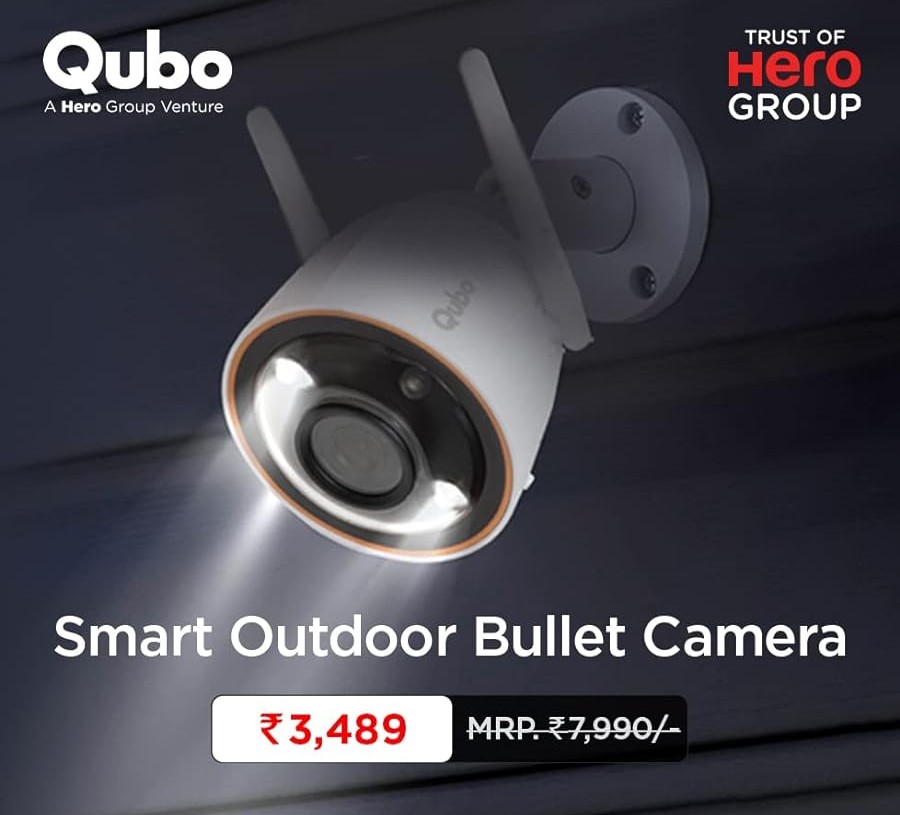 Qubo
A Hero Group Venture
TRUST OF
Hero
GROUP
Qubo
Smart Outdoor Bullet Camera
₹3,489
MRP. ₹7,990/-